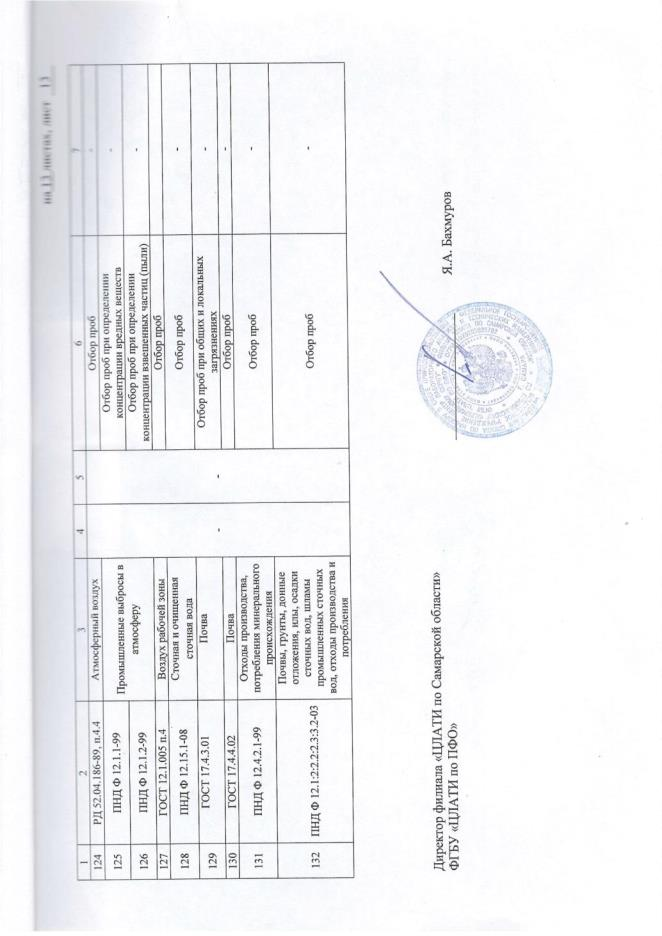 на 13 листах, лист 13
1 2 3 4 5 6 7
124 РД 52.04.186-89, п.4.4 Атмосферный воздух Отбор проб -
125 ПНД Ф 12.1.1-99 Промышленные выбросы в
атмосферу
Отбор проб при определении
концентрации вредных веществ
-
126 ПНД Ф 12.1.2-99 Отбор проб при определении
концентрации взвешенных частиц (пыли)
-
127 ГОСТ 12.1.005 п.4 Воздух рабочей зоны Отбор проб
128 ПНД Ф 12.15.1-08 Сточная и очищенная
сточная вода
Отбор проб -
129 ГОСТ 17.4.3.01 Почва - - Отбор проб при общих и локальных
загрязнениях
-
130 ГОСТ 17.4.4.02 Почва Отбор проб -
131 ПНД Ф 12.4.2.1-99 Отходы производства,
потребления минерального
происхождения
Отбор проб -
132 ПНД Ф 12.1:2:2.2:2.3:3.2-03 Почвы, грунты, донные
отложения, илы, осадки
сточных вод, шламы
промышленных сточных
вод, отходы производства и
потребления
Отбор проб -
Директор филиала «ЦЛАТИ по Самарской области»
ФГБУ «ЦЛАТИ по ПФО»
Я.А. Бахмуров